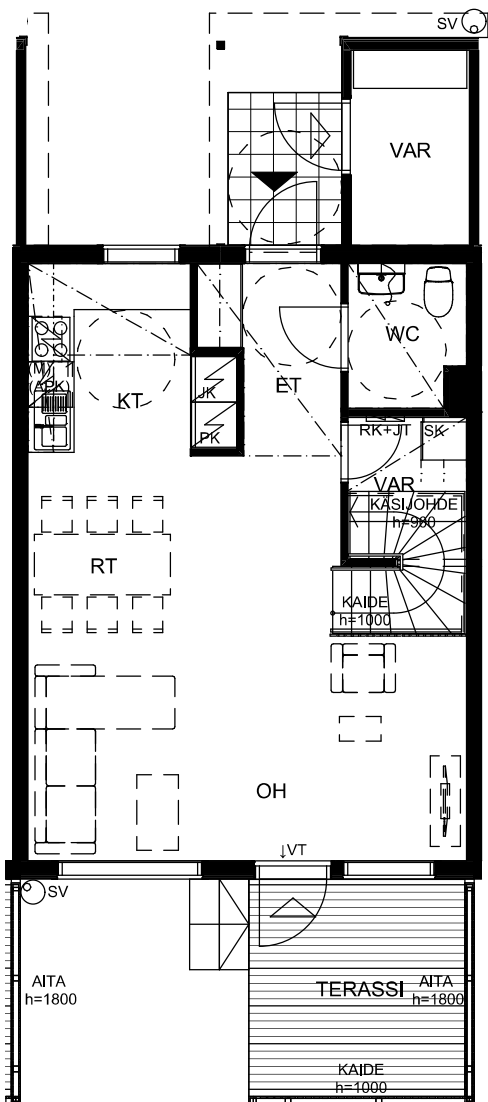 SV
VAR
WC
KT
ET
(M)
(APK)
JK
PK
RK+JT
SK
VAR
KÄSIJOHDE
h=900
RT
KAIDE
h=1000
OH
↓VT
SV
AITA
h=1800
TERASSI
AITA
h=1800
KAIDE
h=1000